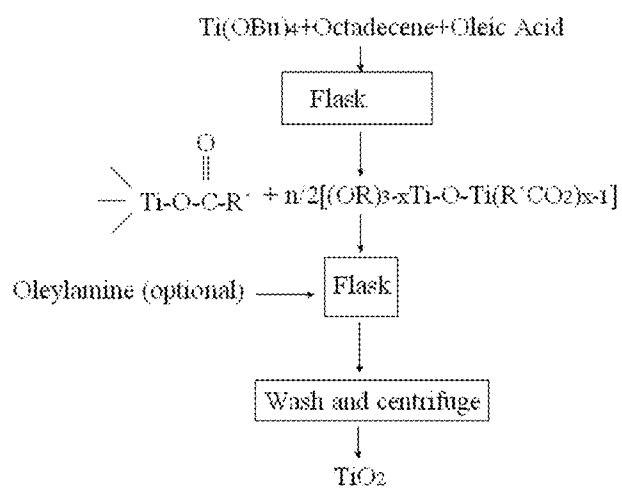 Ti(OBu)4+Octadecene+Oleic Acid
Flask
O
Ti-O-C-R´ + n/2[(OR)3-xTi-O-Ti(R´CO2)x-1]
Oleylamine (optional)
Flask
Wash and centrifuge
TiO2